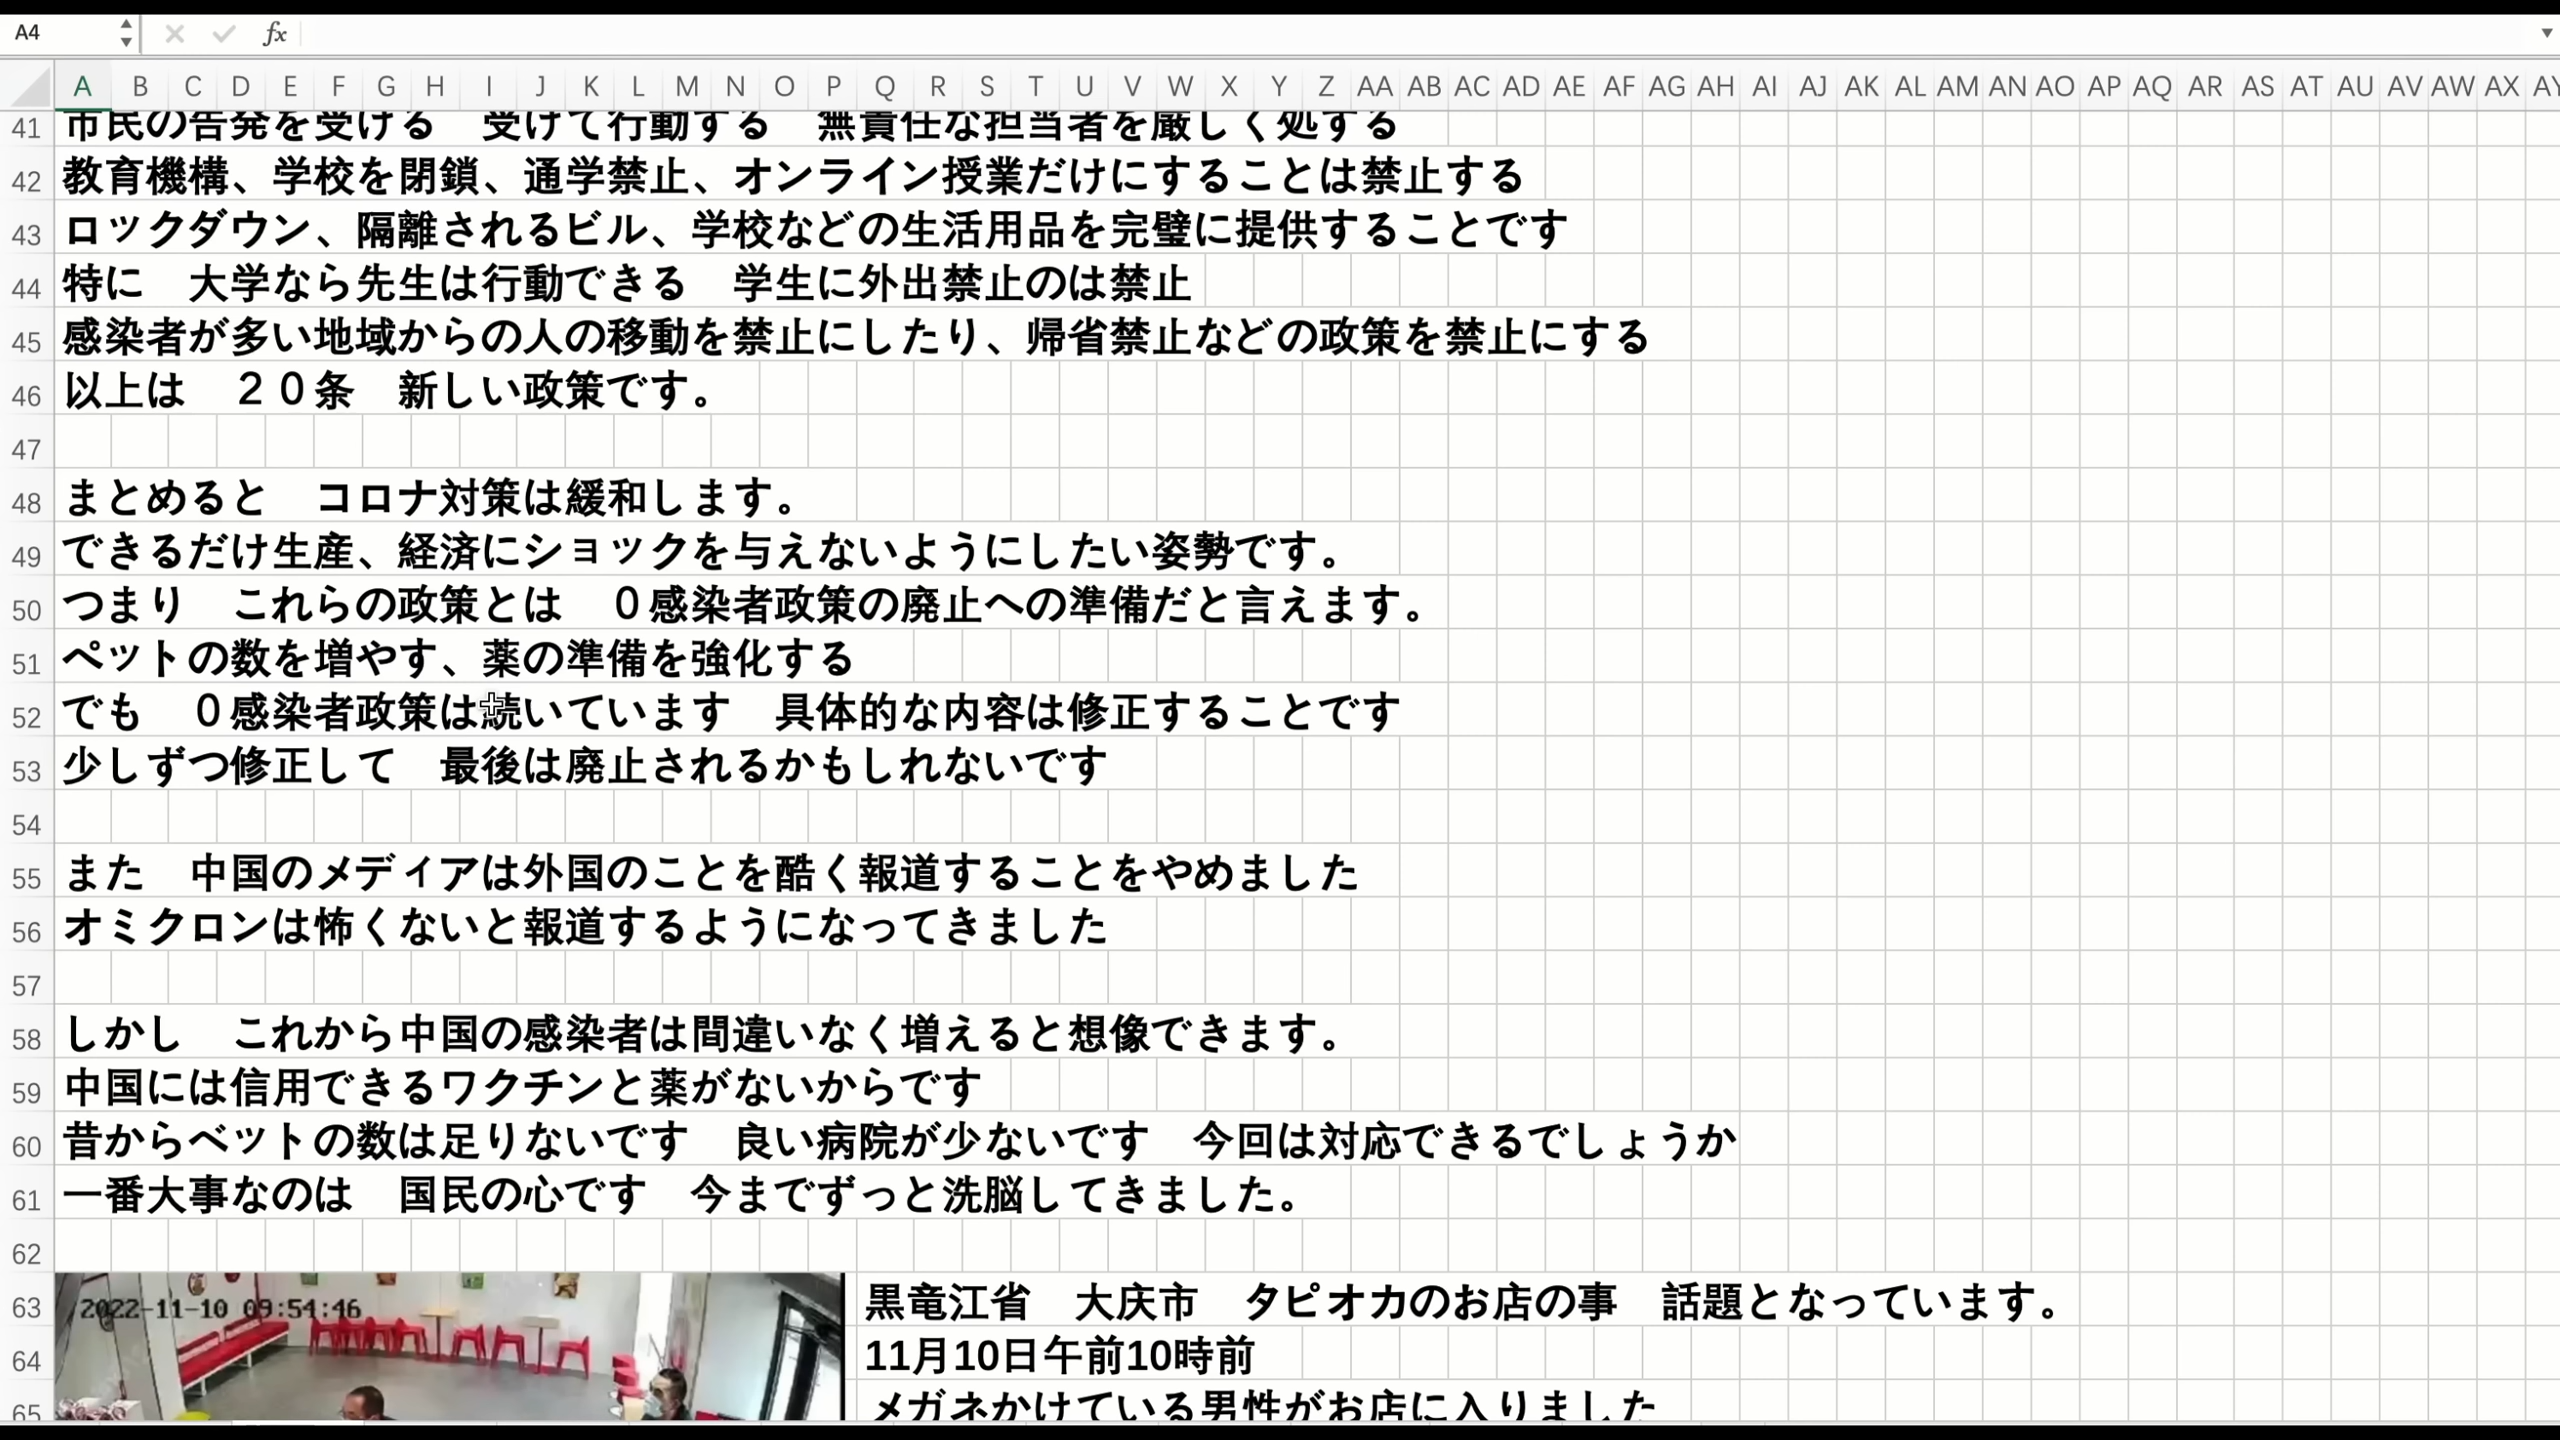 A4
fx
A B C D E F G H I J K L M N O P Q R S T U V W X Y Z AA AB AC AD AE AF AG AH AI AJ AK AL AM AN AO AP AQ AR AS AT AU AV AW AX AY
41 市民の告発を受ける　受けて行動する　無責任な担当者を厳しく処する
42 教育機構、学校を閉鎖、通学禁止、オンライン授業だけにすることは禁止する
43 ロックダウン、隔離されるビル、学校などの生活用品を完璧に提供することです
44 特に　大学なら先生は行動できる　学生に外出禁止のは禁止
45 感染者が多い地域からの人の移動を禁止にしたり、帰省禁止などの政策を禁止にする
46 以上は　２０条　新しい政策です。
47
48 まとめると　コロナ対策は緩和します。
49 できるだけ生産、経済にショックを与えないようにしたい姿勢です。
50 つまり　これらの政策とは　０感染者政策の廃止への準備だと言えます。
51 ペットの数を増やす、薬の準備を強化する
52 でも　０感染者政策は続いています　具体的な内容は修正することです
53 少しずつ修正して　最後は廃止されるかもしれないです
54
55 また　中国のメディアは外国のことを酷く報道することをやめました
56 オミクロンは怖くないと報道するようになってきました
57
58 しかし　これから中国の感染者は間違いなく増えると想像できます。
59 中国には信用できるワクチンと薬がないからです
60 昔からベットの数は足りないです　良い病院が少ないです　今回は対応できるでしょうか
61 一番大事なのは　国民の心です　今までずっと洗脳してきました。
62
2022-11-10 09:54:46
63 黒竜江省　大庆市　タピオカのお店の事　話題となっています。
64 11月10日午前10時前
65 メガネかけている男性がお店に入りました